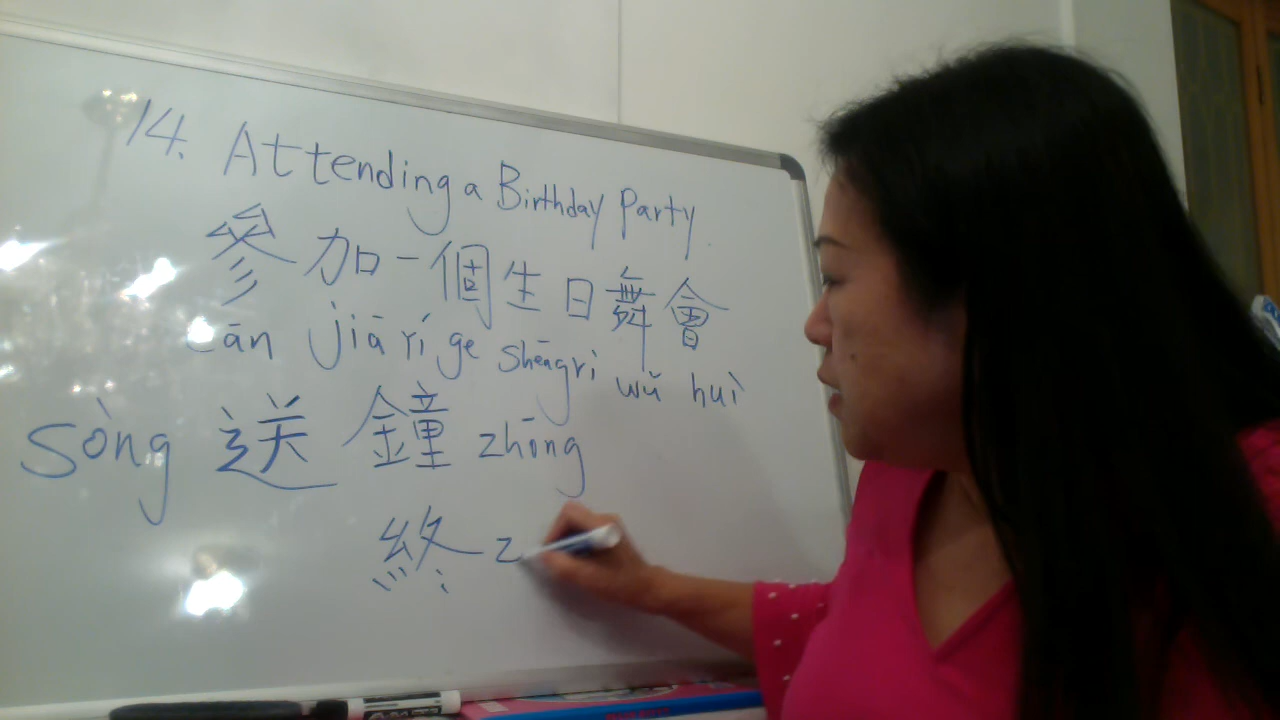 14. Attending a Birthday Party
參加一個生日舞會
cān jiā yí ge shēngrì wǔ huì
sòng 送鐘 zhōng
終 z